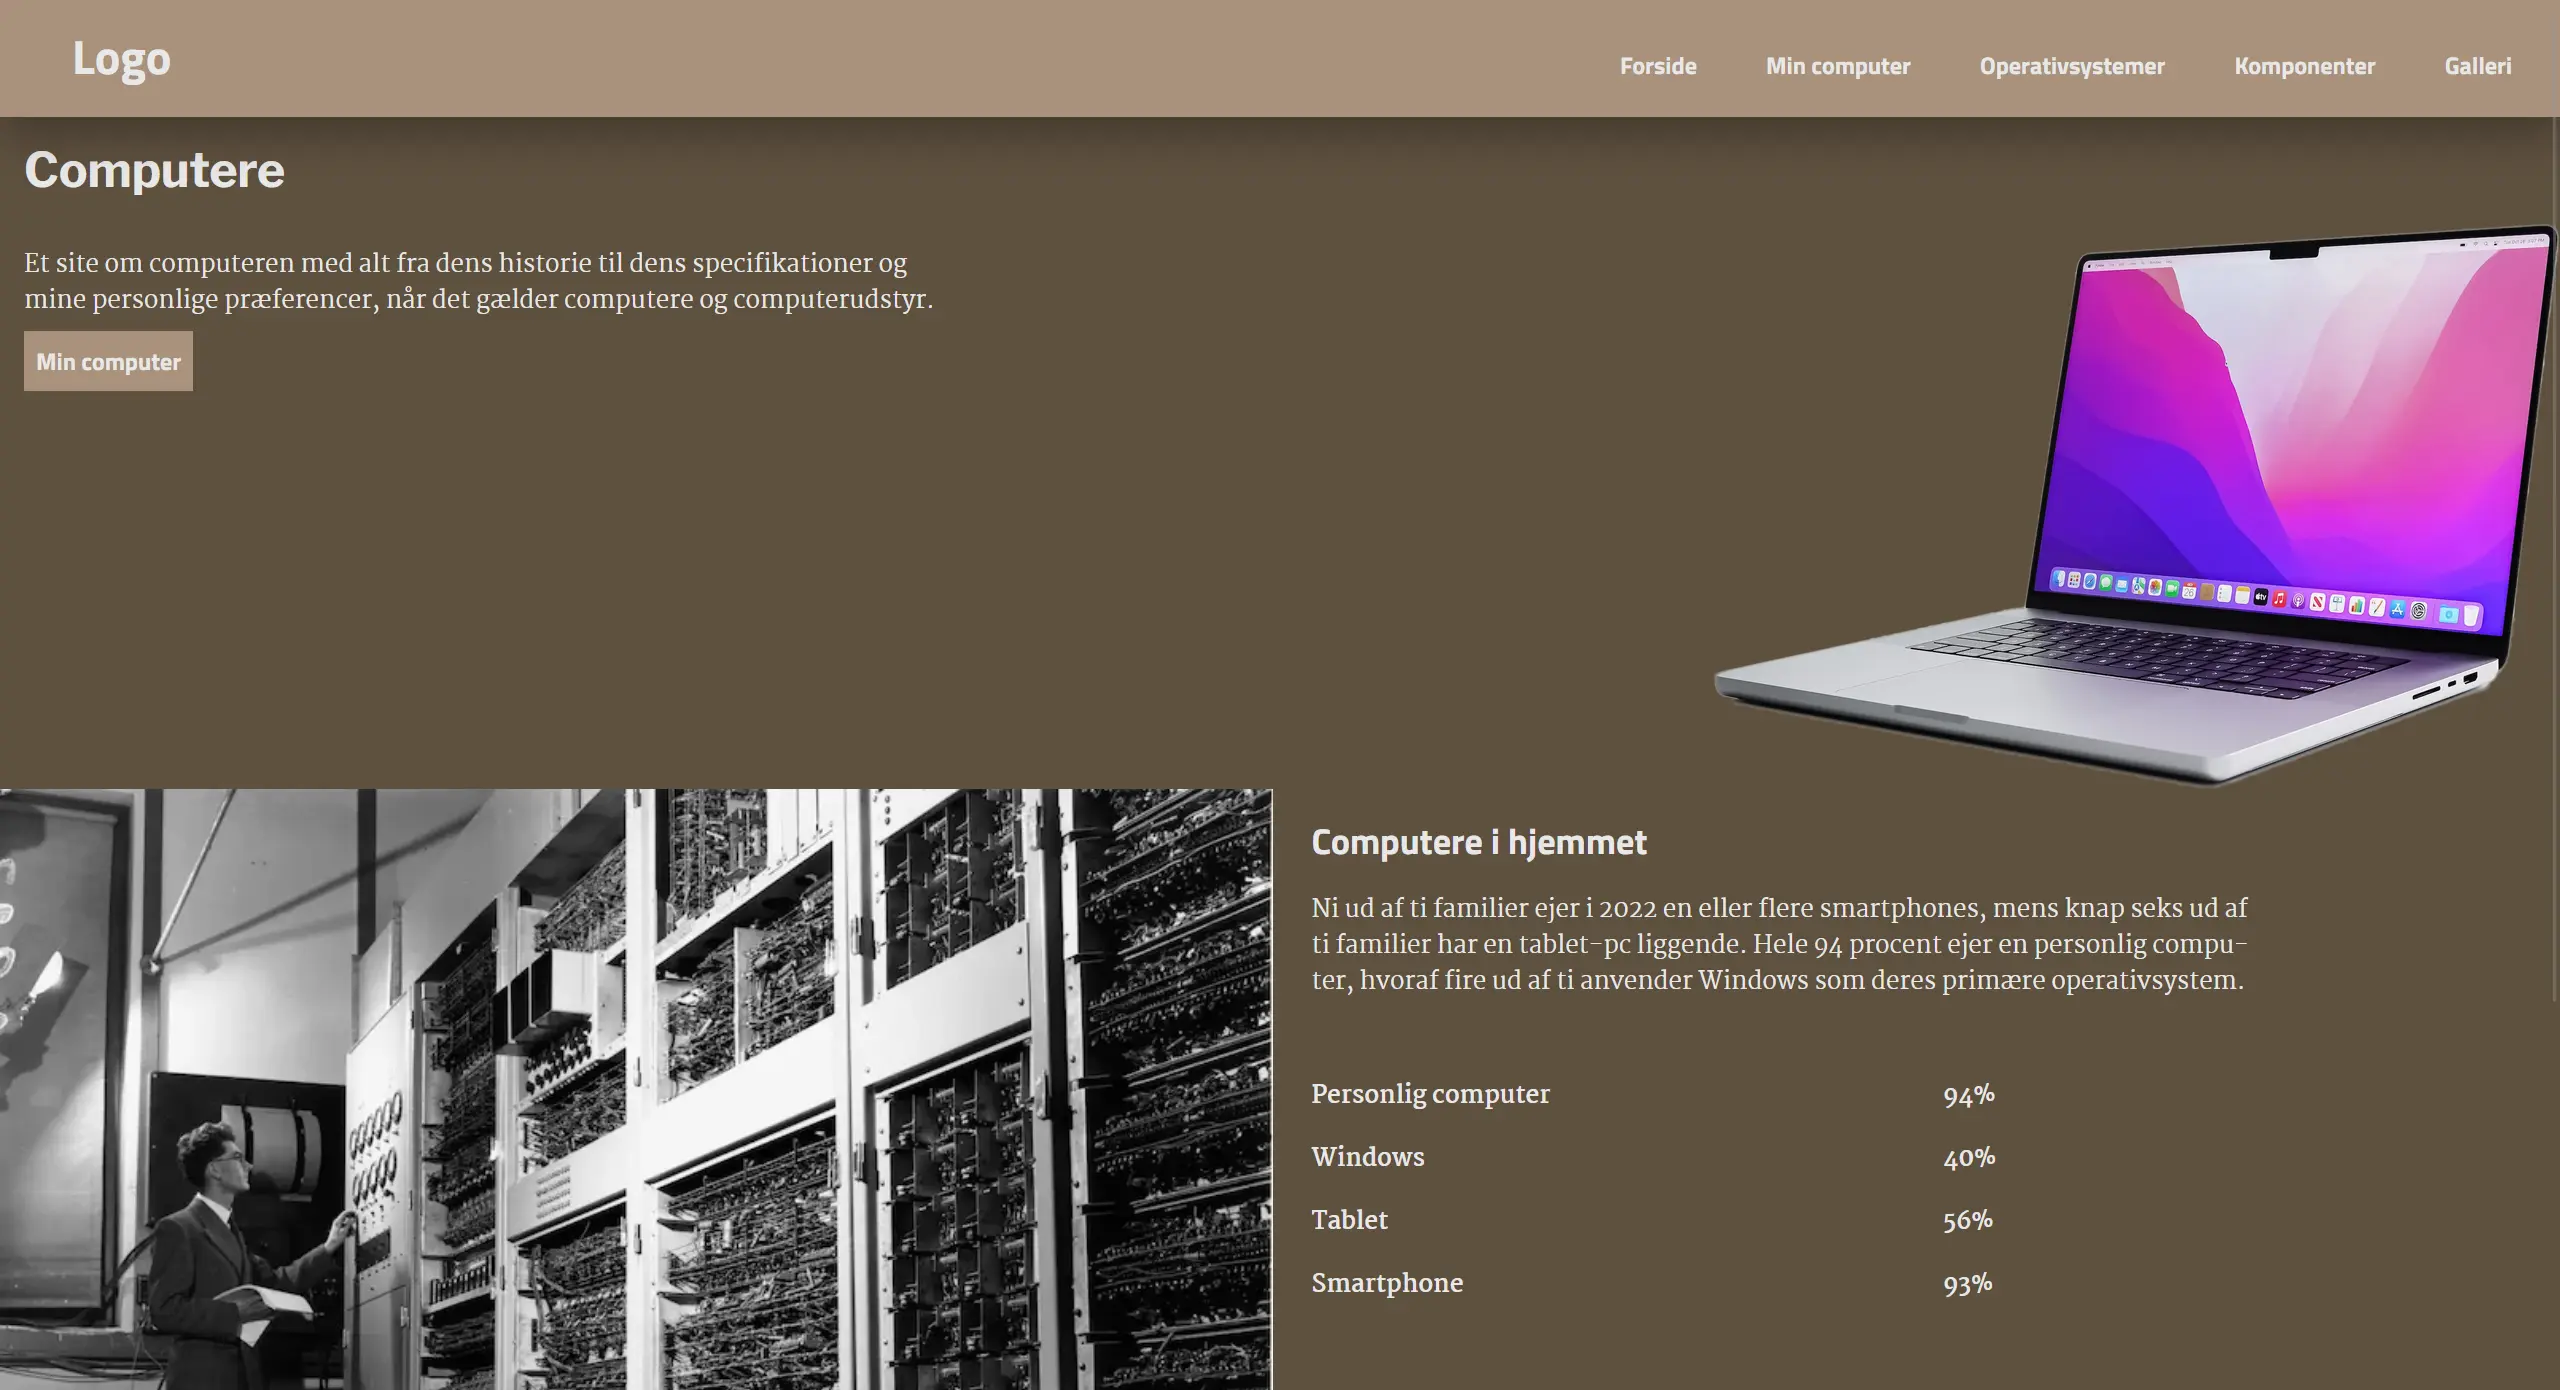 Logo
Forside Min computer Operativsystemer Komponenter Galleri
Computere
Et site om computeren med alt fra dens historie til dens specifikationer og
mine personlige præferencer, når det gælder computere og computerudstyr.
Min computer
Computere i hjemmet
Ni ud af ti familier ejer i 2022 en eller flere smartphones, mens knap seks ud af
ti familier har en tablet-pc liggende. Hele 94 procent ejer en personlig compu-
ter, hvoraf fire ud af ti anvender Windows som deres primære operativsystem.
Personlig computer 94%
Windows 40%
Tablet 56%
Smartphone 93%